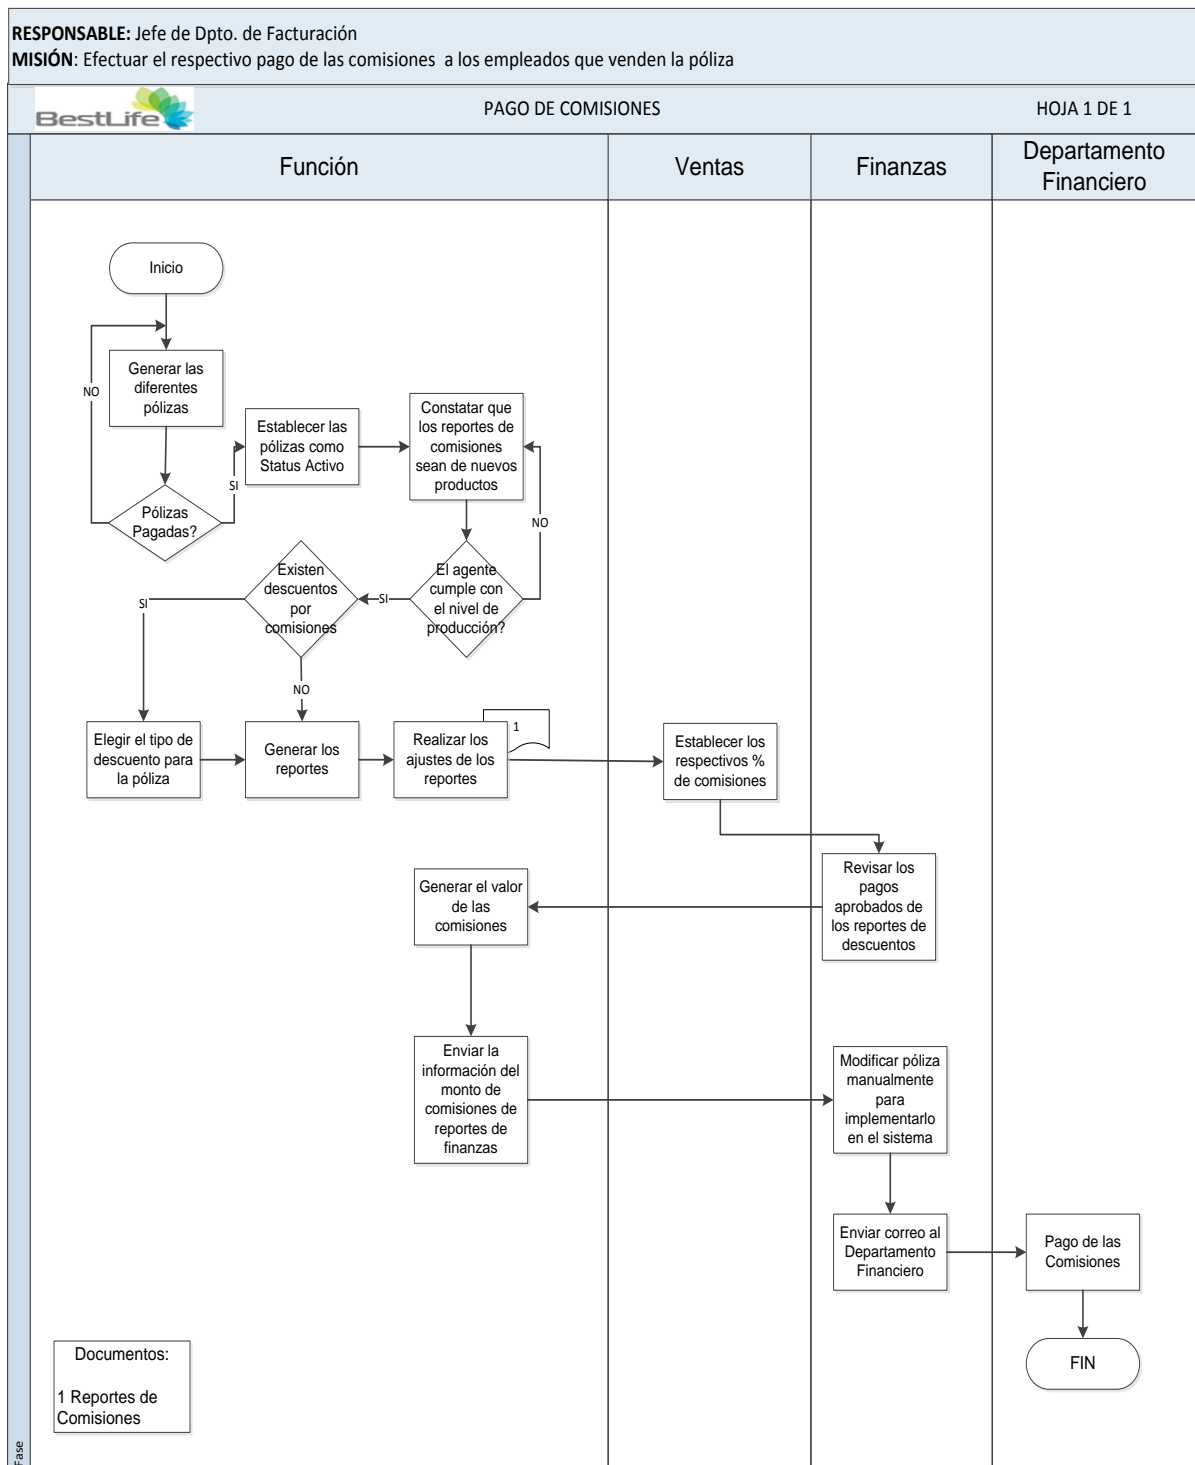 RESPONSABLE: Jefe de Dpto. de Facturación
MISIÓN: Efectuar el respectivo pago de las comisiones a los empleados que venden la póliza
BestLife
PAGO DE COMISIONES
HOJA 1 DE 1
Función
Ventas
Finanzas
Departamento
Financiero
Inicio
Generar las
diferentes
pólizas
NO
Pólizas
Pagadas?
SI
Establecer las
pólizas como
Status Activo
Constatar que
los reportes de
comisiones
sean de nuevos
productos
NO
El agente
cumple con
el nivel de
producción?
SI
Existen
descuentos
por
comisiones
SI
NO
Elegir el tipo de
descuento para
la póliza
Generar los
reportes
Realizar los
ajustes de los
reportes
1
Establecer los
respectivos %
de comisiones
Revisar los
pagos
aprobados de
los reportes de
descuentos
Generar el valor
de las
comisiones
Enviar la
información del
monto de
comisiones de
reportes de
finanzas
Modificar póliza
manualmente
para
implementarlo
en el sistema
Enviar correo al
Departamento
Financiero
Pago de las
Comisiones
FIN
Documentos:
1 Reportes de
Comisiones
Fase